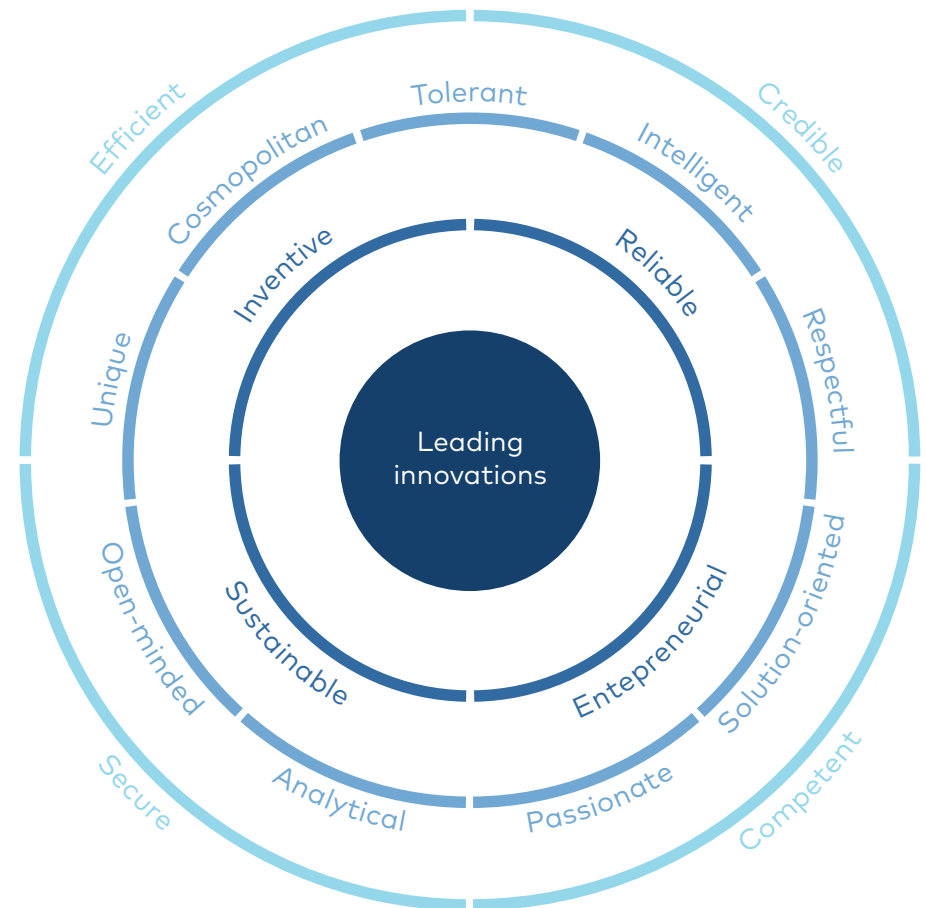 Tolerant
Efficient
Credible
Cosmopolitan
Intelligent
Inventive
Reliable
Unique
Respectful
Leading
innovations
Open-minded
Solution-oriented
Sustainable
Entepreneurial
Secure
Competent
Analytical
Passionate